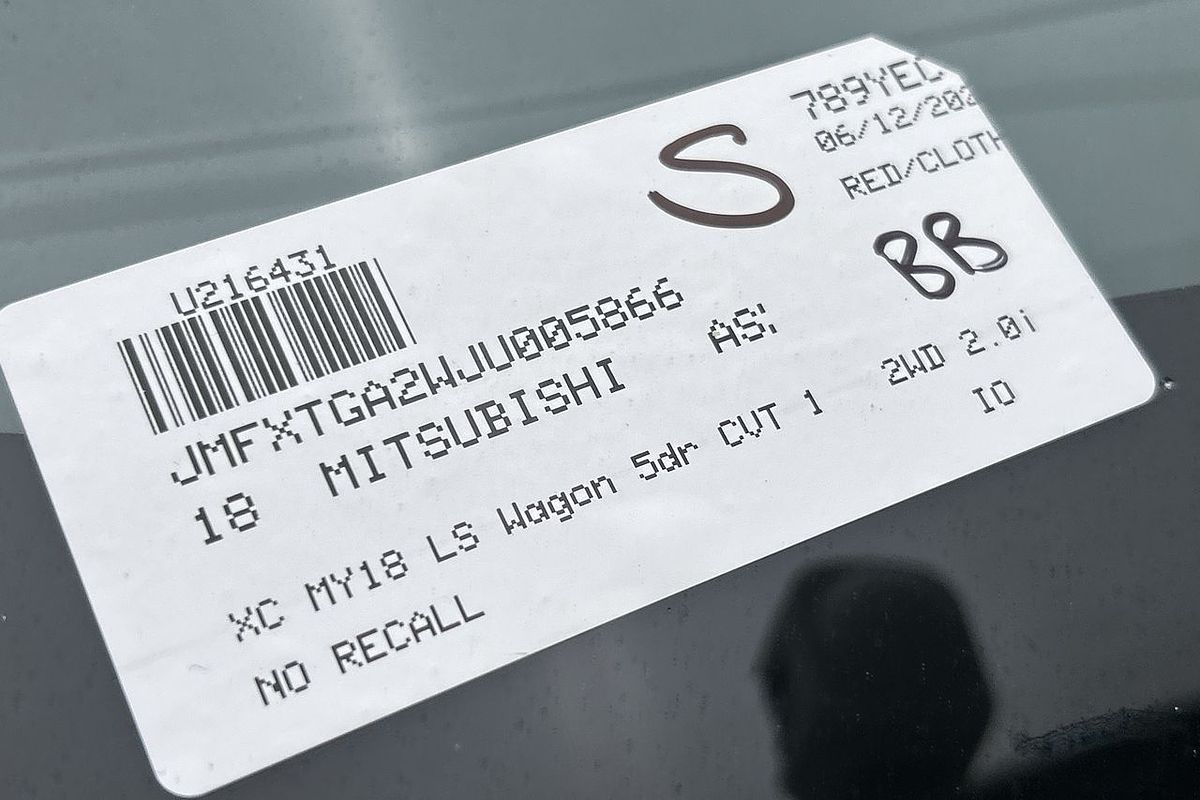 789YEC
06/12/202
RED/CLOTH
S
BB
U216431
JMFXTGA2WJU005866
18 MITSUBISHI AS:
XC MY18 LS Wagon 5dr CVT 1 2WD 2.0i
NO RECALL IO